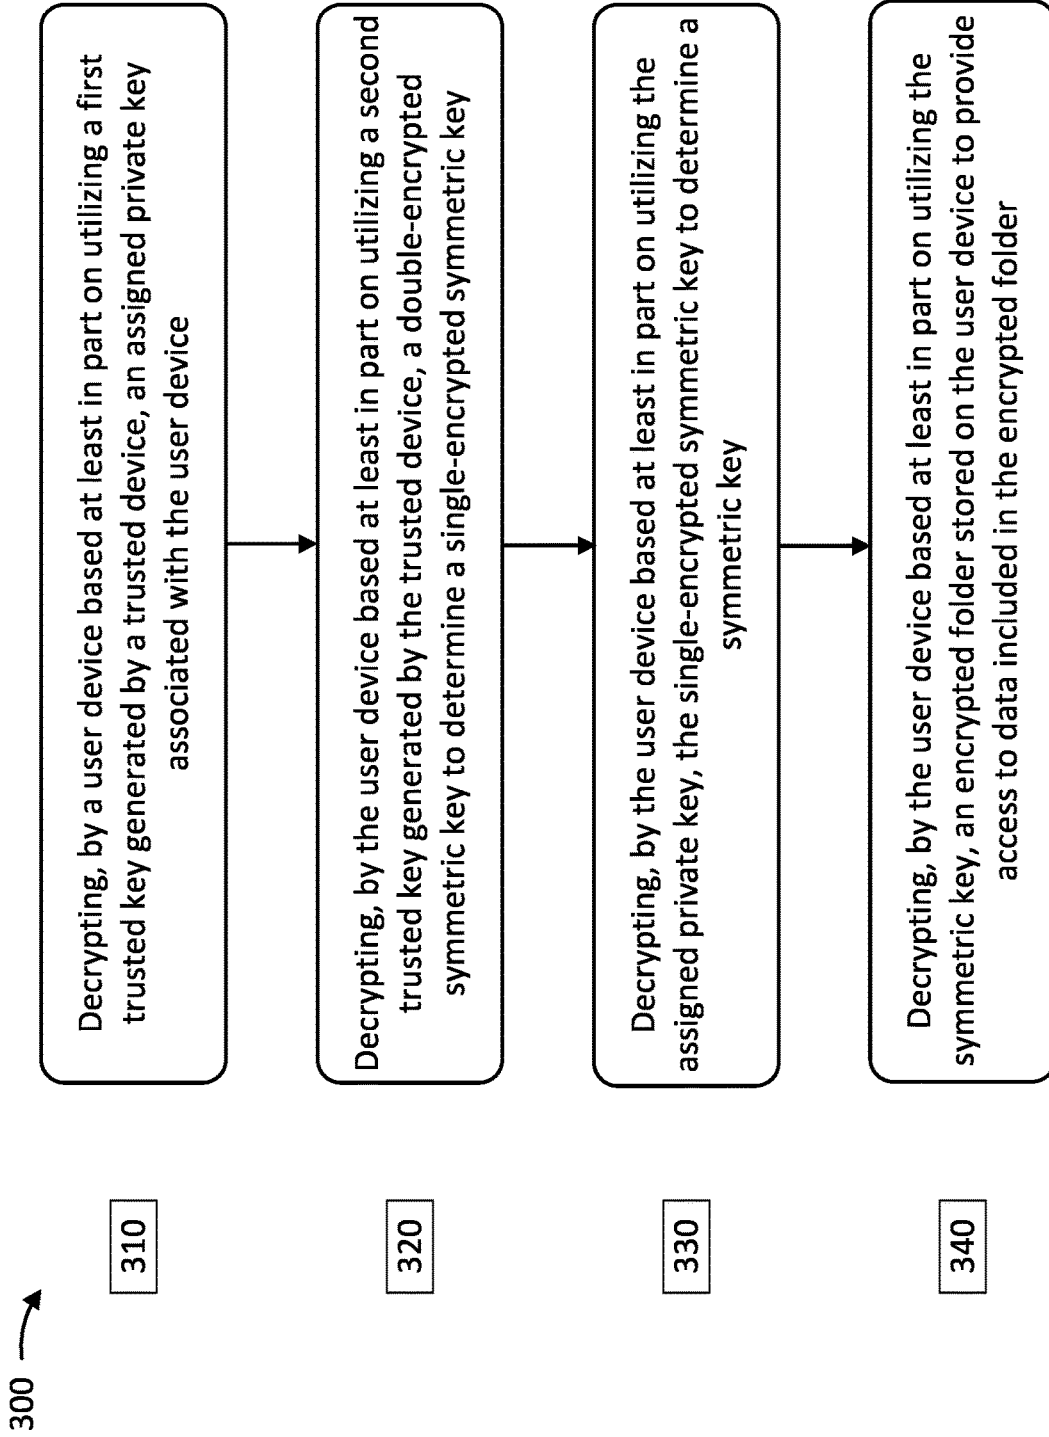 300
310
Decrypting, by a user device based at least in part on utilizing a first
trusted key generated by a trusted device, an assigned private key
associated with the user device
320
Decrypting, by the user device based at least in part on utilizing a second
trusted key generated by the trusted device, a double-encrypted
symmetric key to determine a single-encrypted symmetric key
330
Decrypting, by the user device based at least in part on utilizing the
assigned private key, the single-encrypted symmetric key to determine a
symmetric key
340
Decrypting, by the user device based at least in part on utilizing the
symmetric key, an encrypted folder stored on the user device to provide
access to data included in the encrypted folder